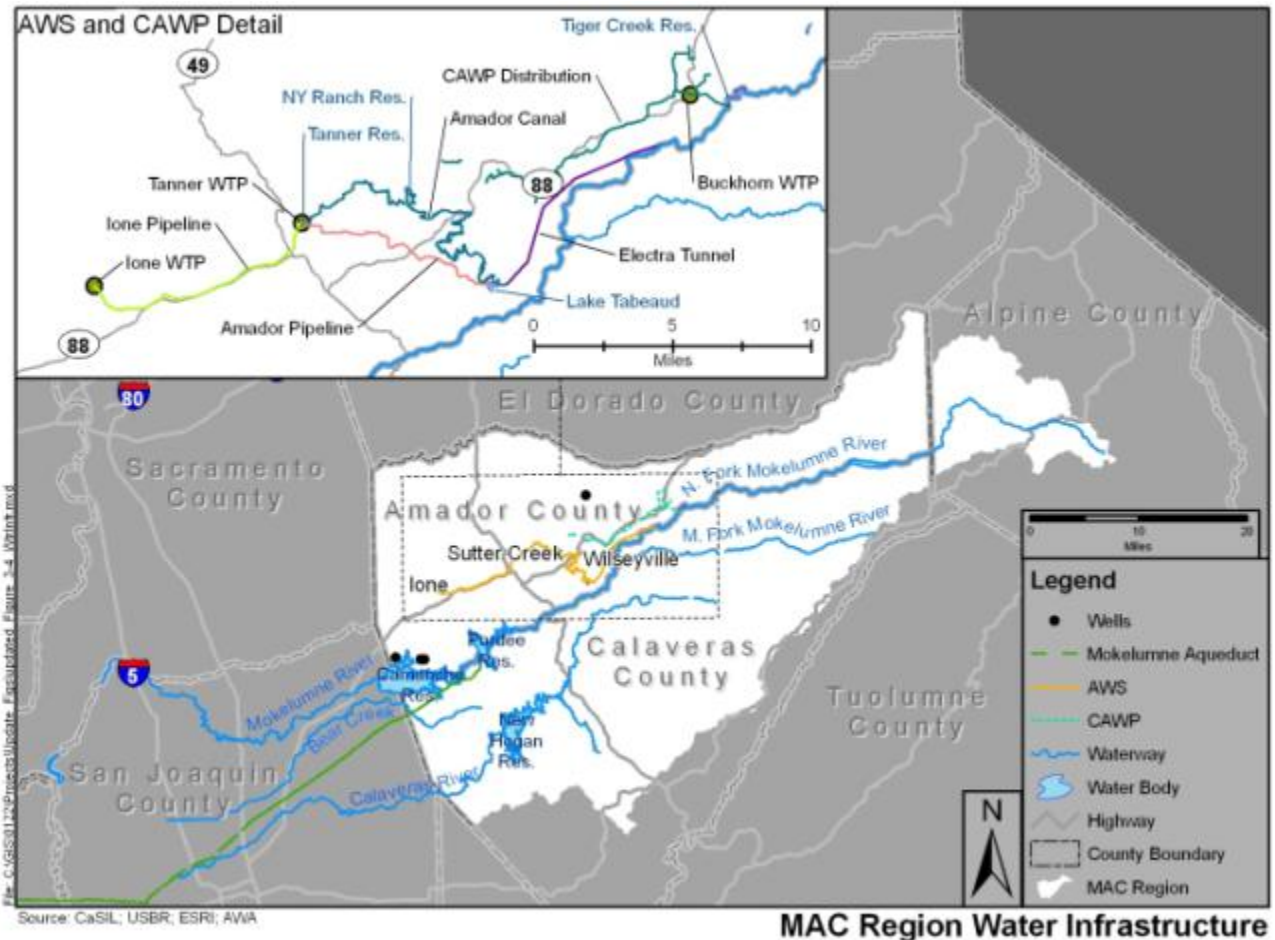 AWS and CAWP Detail
Tiger Creek Res.
49
CAWP Distribution
NY Ranch Res.
Amador Canal
Tanner Res.
Tanner WTP
88
Buckhorn WTP
Ione Pipeline
Ione WTP
Electra Tunnel
Lake Tabeaud
Amador Pipeline
88
0 5 10
Miles
Alpine County
80
El Dorado County
Sacramento
County
N. Fork Mokelumne River
Amador County
M. Fork Mokelumne River
Sutter Creek
Wilseyville
Ione
Pardee
Res.
Calaveras
County
5
Camanche
Res.
Mokelumne River
Bear Creek
New
Hogan
Res.
Tuolumne
County
San Joaquin
County
Calaveras River
0 10 20
Miles
Legend
Wells
Mokelumne Aqueduct
AWS
CAWP
Waterway
Water Body
Highway
County Boundary
MAC Region
N
Source: CaSIL; USBR; ESRI; AWA
MAC Region Water Infrastructure